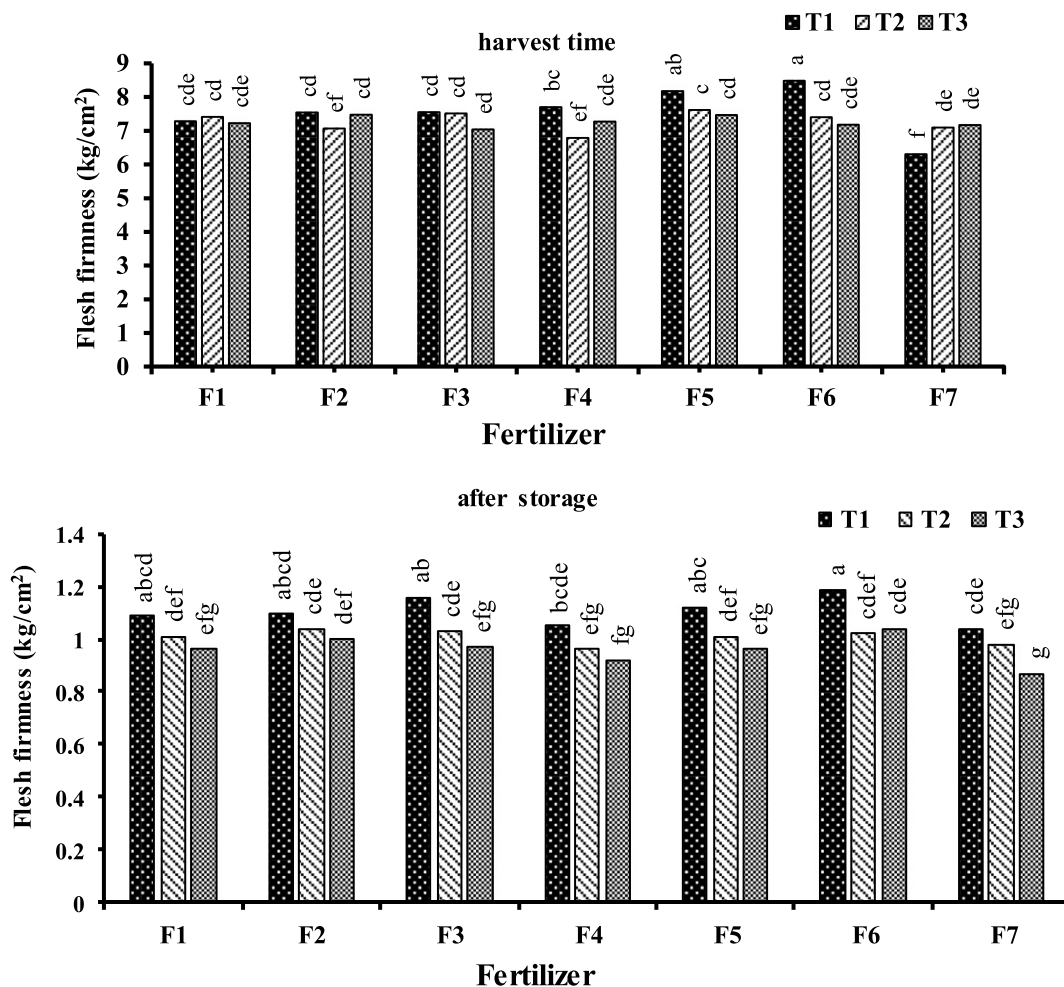 T1 T2 T3
harvest time
Flesh firmness (kg/cm²)
9
8
7
6
5
4
3
2
1
0
cde cd cde cd ef cd cd cd ed bc ef cde ab c cd a cd cde f de de
F1 F2 F3 F4 F5 F6 F7
Fertilizer
after storage
T1 T2 T3
Flesh firmness (kg/cm²)
1.4
1.2
1
0.8
0.6
0.4
0.2
0
abcd def efg abcd cde def ab cde efg bcde efg fg abc def efg a cdef cde cde efg g
F1 F2 F3 F4 F5 F6 F7
Fertilizer